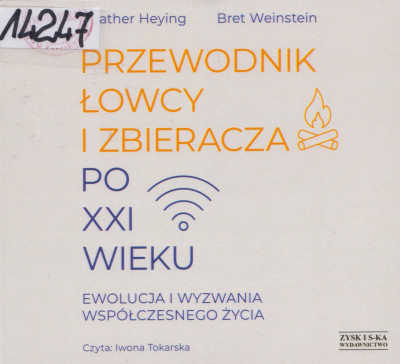 14247
ather Heying Bret Weinstein
PRZEWODNIK
ŁOWCY
I ZBIERACZA
PO
XXI
WIEKU
EWOLUCJA I WYZWANIA
WSPÓŁCZESNEGO ŻYCIA
Czyta: Iwona Tokarska
ZYSK I S-KA
WYDAWNICTWO